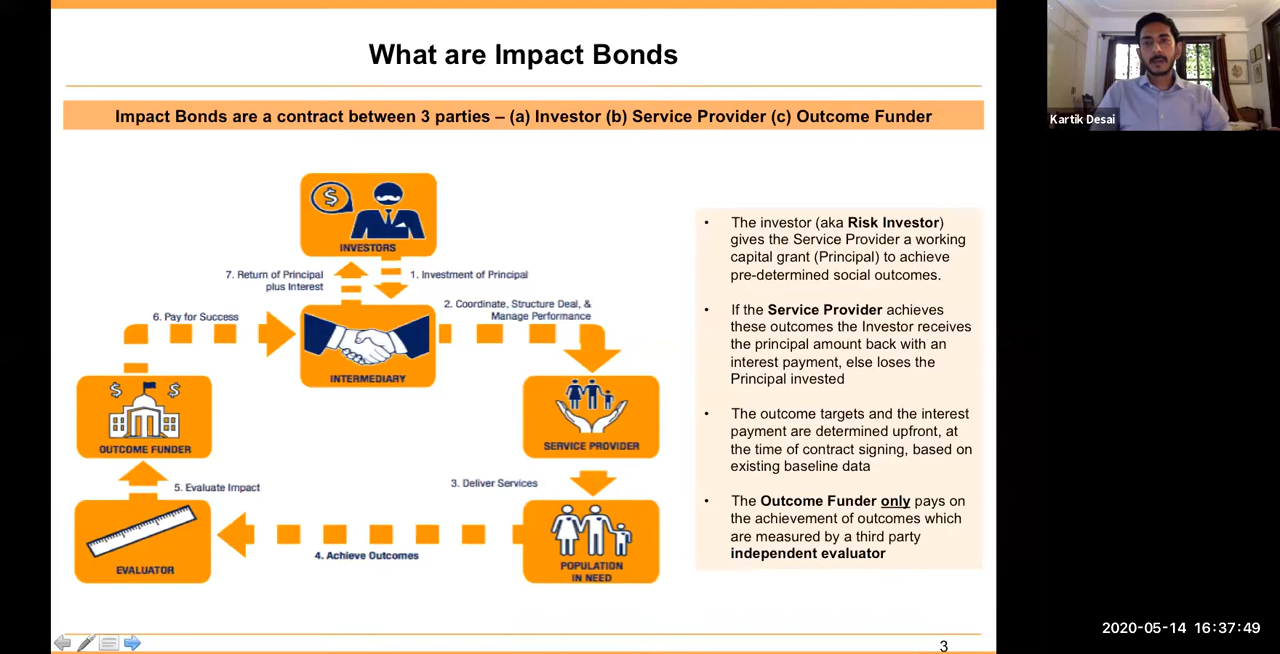 What are Impact Bonds
Impact Bonds are a contract between 3 parties – (a) Investor (b) Service Provider (c) Outcome Funder
Kartik Desai
$
INVESTORS
7. Return of Principal
plus Interest
1. Investment of Principal
6. Pay for Success
2. Coordinate, Structure Deal, &
Manage Performance
INTERMEDIARY
$ $
OUTCOME FUNDER
SERVICE PROVIDER
5. Evaluate Impact
3. Deliver Services
4. Achieve Outcomes
EVALUATOR
POPULATION
IN NEED
• The investor (aka Risk Investor)
gives the Service Provider a working
capital grant (Principal) to achieve
pre-determined social outcomes.
• If the Service Provider achieves
these outcomes the Investor receives
the principal amount back with an
interest payment, else loses the
Principal invested
• The outcome targets and the interest
payment are determined upfront, at
the time of contract signing, based on
existing baseline data
• The Outcome Funder only pays on
the achievement of outcomes which
are measured by a third party
independent evaluator
3
2020-05-14 16:37:49